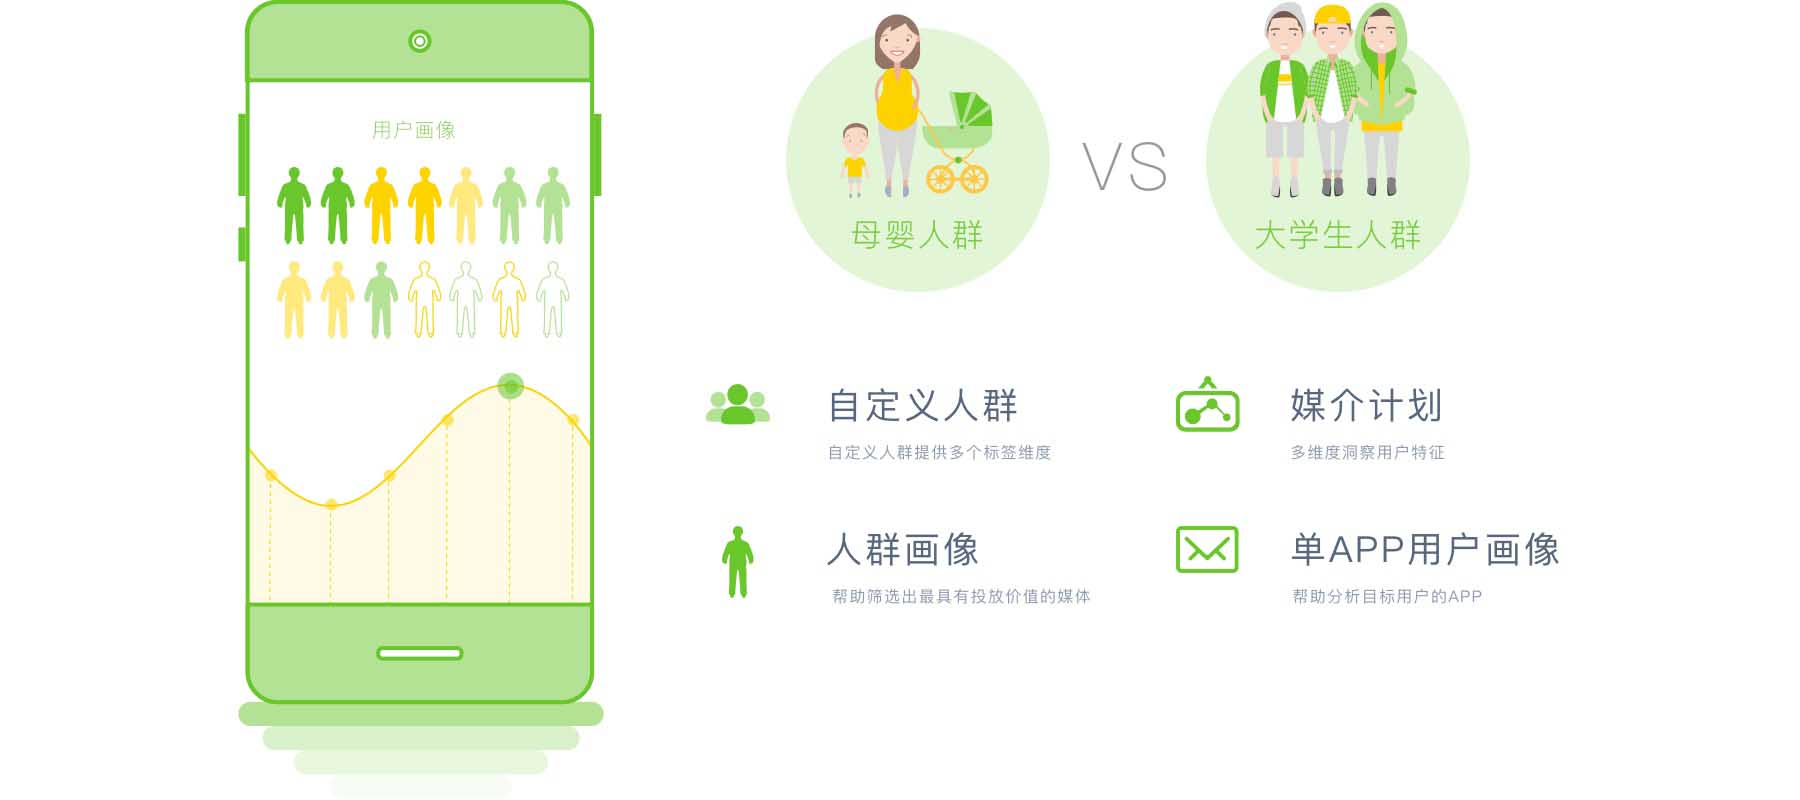 用户画像
母婴人群
VS
大学生人群
自定义人群
自定义人群提供多个标签维度
媒介计划
多维度洞察用户特征
人群画像
帮助筛选出最具有投放价值的媒体
单APP用户画像
帮助分析目标用户的APP